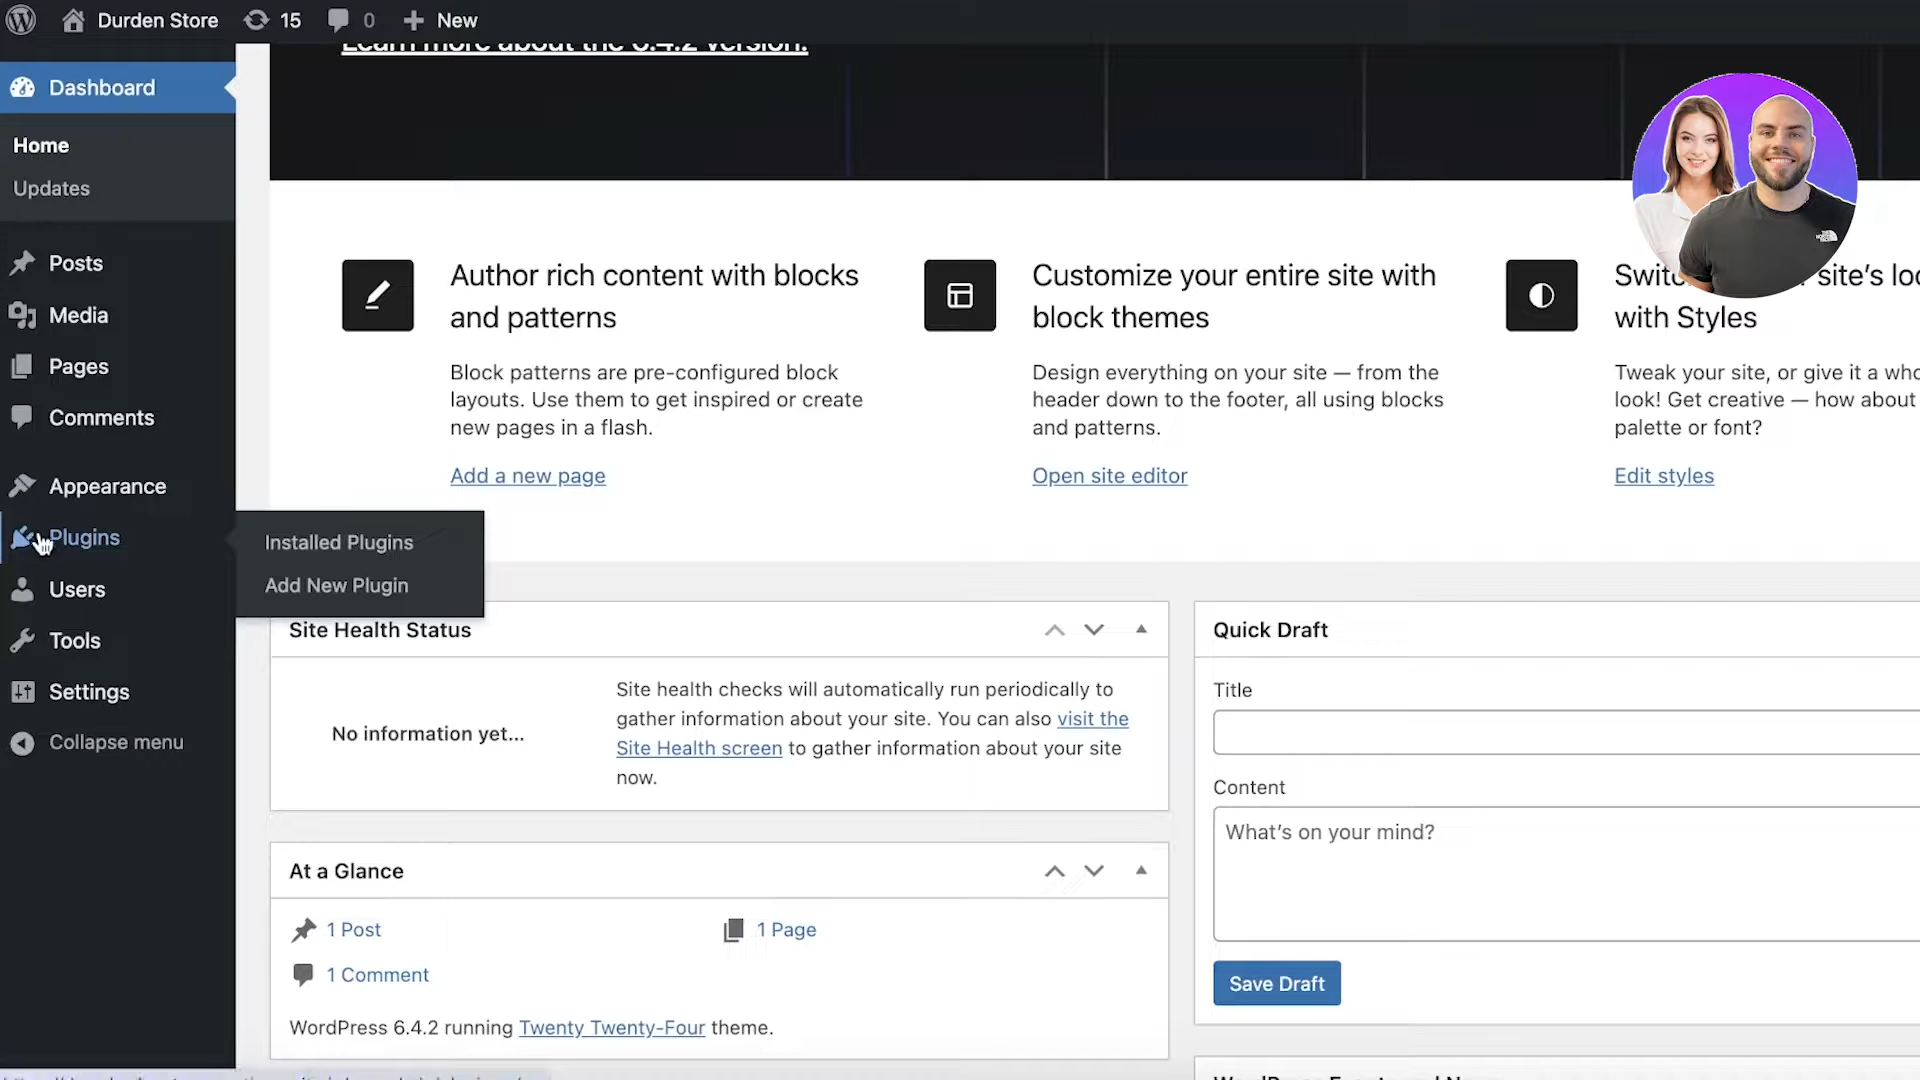 Durden Store
15
0
New
Learn more about the 6.4.2 version.
Dashboard
Home
Updates
Posts
Media
Pages
Comments
Appearance
Plugins
Users
Tools
Settings
Collapse menu
Installed Plugins
Add New Plugin
Author rich content with blocks
and patterns
Block patterns are pre-configured block
layouts. Use them to get inspired or create
new pages in a flash.
Add a new page
Customize your entire site with
block themes
Design everything on your site — from the
header down to the footer, all using blocks
and patterns.
Open site editor
site's
with Styles
Tweak your site, or give it a
look! Get creative — how about
palette or font?
Edit styles
THE NORTH FACE
Site Health Status
No information yet...
Site health checks will automatically run periodically to
gather information about your site. You can also visit the
Site Health screen to gather information about your site
now.
At a Glance
1 Post
1 Page
1 Comment
WordPress 6.4.2 running Twenty Twenty-Four theme.
Quick Draft
Title
Content
What's on your mind?
Save Draft